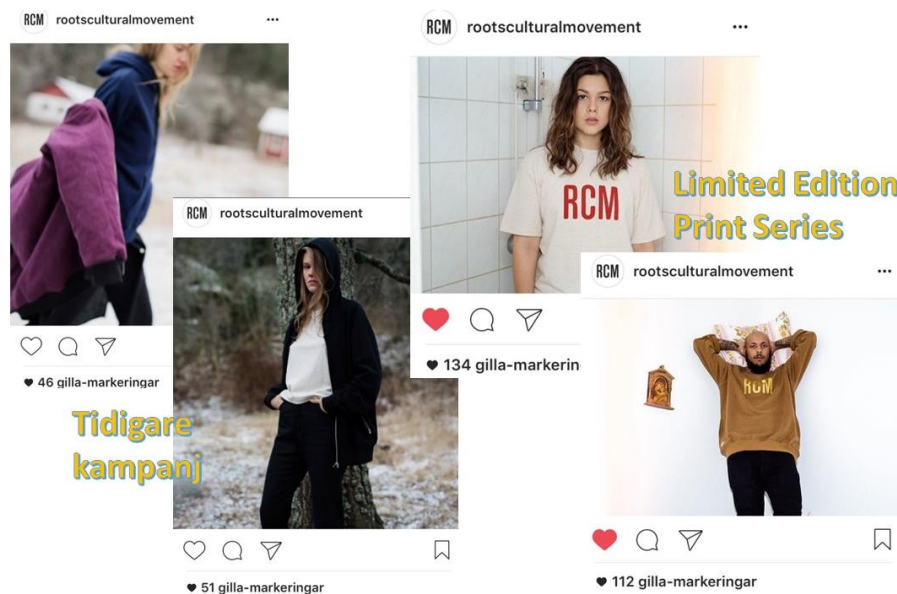 RCM rootsculturalmovement
46 gilla-markeringar
Tidigare
kampanj
RCM rootsculturalmovement
51 gilla-markeringar
RCM rootsculturalmovement
RCM
134 gilla-markerin
Limited Edition
Print Series
RCM rootsculturalmovement
RCM
112 gilla-markeringar